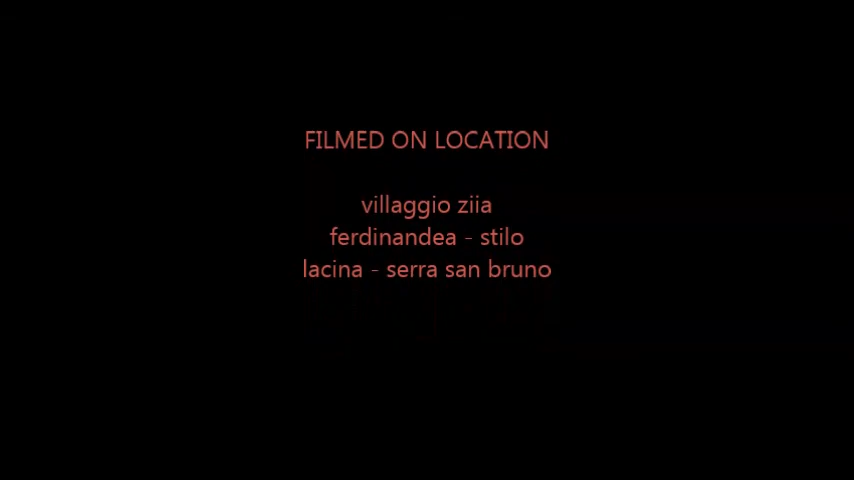 FILMED ON LOCATION
villaggio ziia
ferdinandea - stilo
lacina - serra san bruno